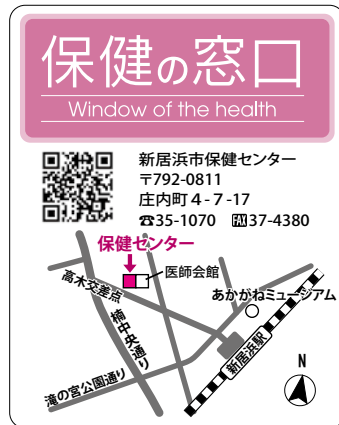 保健の窓口
Window of the health
新居浜市保健センター
〒792-0811
庄内町4-7-17
☎35-1070 FAX37-4380
保健センター
医師会館
高木交差点
あかがねミュージアム
楠中央通り
新居浜駅
滝の宮公園通り
N